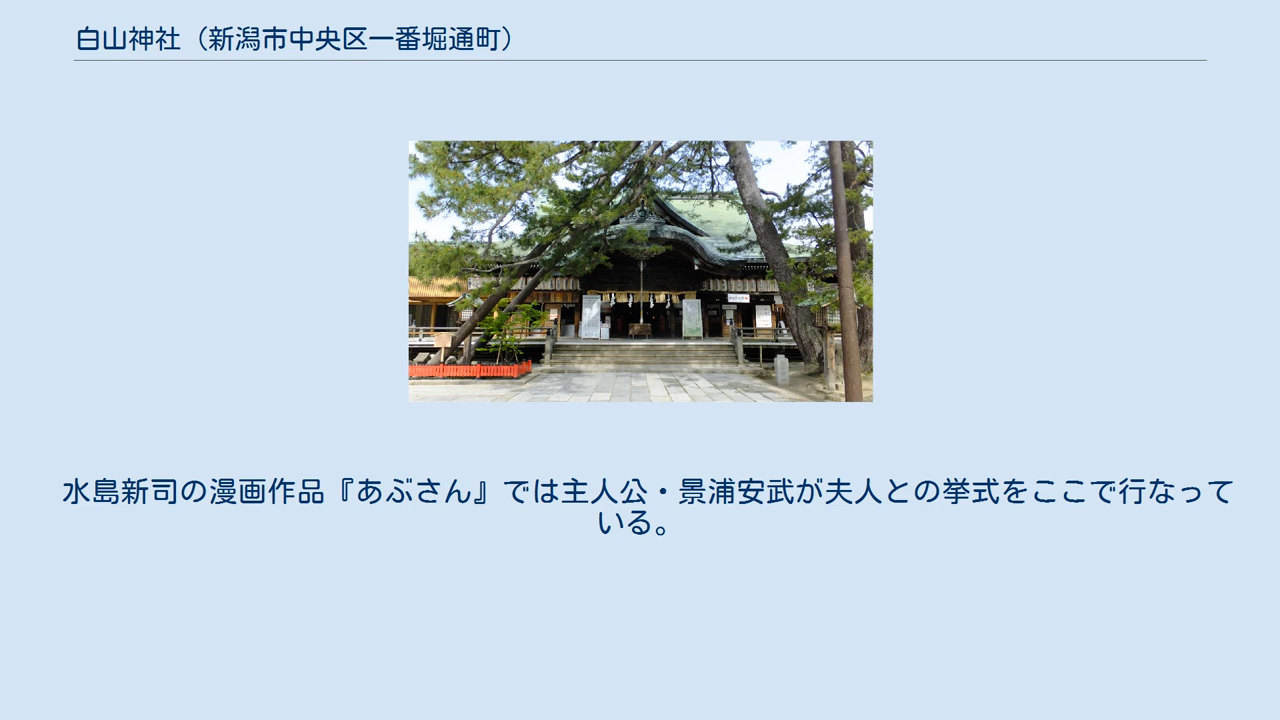 白山神社（新潟市中央区一番堀通町）
水島新司の漫画作品『あぶさん』では主人公・景浦安武が夫人との挙式をここで行なって
いる。